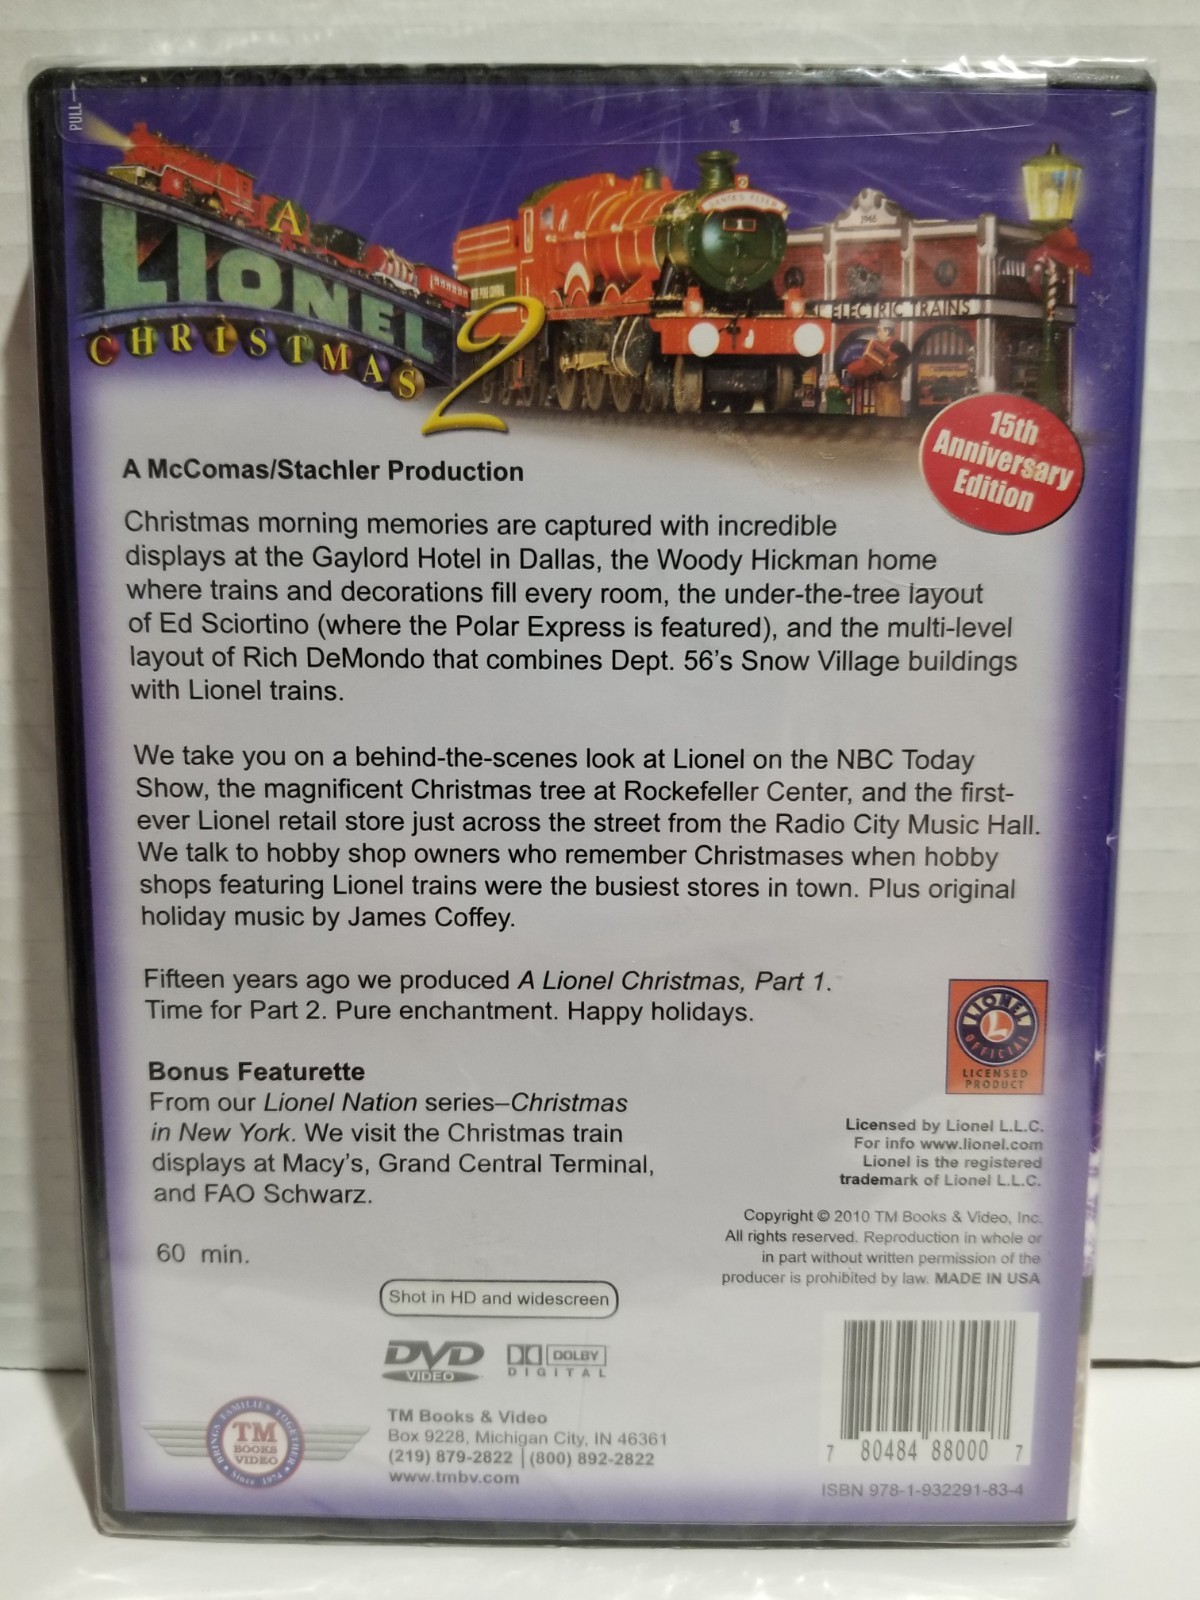 PULL→
A
LIONEL
CHRISTMAS
2
SANTA'S FLYER
1946
ELECTRIC TRAINS
15th
Anniversary
Edition
A McComas/Stachler Production
Christmas morning memories are captured with incredible
displays at the Gaylord Hotel in Dallas, the Woody Hickman home
where trains and decorations fill every room, the under-the-tree layout
of Ed Sciortino (where the Polar Express is featured), and the multi-level
layout of Rich DeMondo that combines Dept. 56's Snow Village buildings
with Lionel trains.
We take you on a behind-the-scenes look at Lionel on the NBC Today
Show, the magnificent Christmas tree at Rockefeller Center, and the first-
ever Lionel retail store just across the street from the Radio City Music Hall.
We talk to hobby shop owners who remember Christmases when hobby
shops featuring Lionel trains were the busiest stores in town. Plus original
holiday music by James Coffey.
Fifteen years ago we produced A Lionel Christmas, Part 1.
Time for Part 2. Pure enchantment. Happy holidays.
Bonus Featurette
From our Lionel Nation series–Christmas
in New York. We visit the Christmas train
displays at Macy's, Grand Central Terminal,
and FAO Schwarz.
60 min.
LIONEL
L
OFFICIAL
LICENSED
PRODUCT
Licensed by Lionel L.L.C.
For info www.lionel.com
Lionel is the registered
trademark of Lionel L.L.C.
Copyright © 2010 TM Books & Video, Inc.
All rights reserved. Reproduction in whole or
in part without written permission of the
producer is prohibited by law. MADE IN USA
Shot in HD and widescreen
DVD
VIDEO
DOLBY
DIGITAL
BRINGS FAMILIES TOGETHER
TM
BOOKS
VIDEO
Since 1974
TM Books & Video
Box 9228, Michigan City, IN 46361
(219) 879-2822 | (800) 892-2822
www.tmbv.com
7 80484 88000 7
ISBN 978-1-932291-83-4